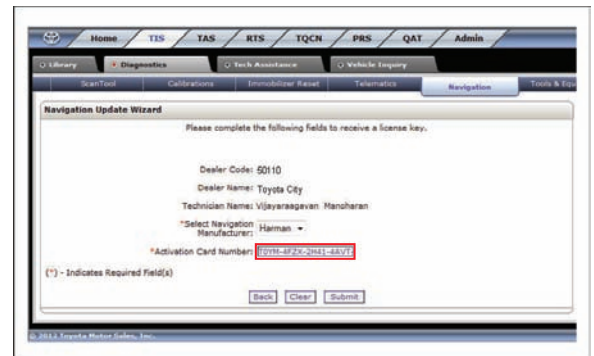 Home TIS TAS RTS TQCN PRS QAT Admin
Library Diagnostics Tech Assistance Vehicle Inquiry
ScanTool Calibrations Immobilizer Reset Telematics Navigation Tools & Equ
Navigation Update Wizard
Please complete the following fields to receive a license key.
Dealer Code: 50110
Dealer Name: Toyota City
Technician Name: Vijayaraagavan Manoharan
*Select Navigation
Manufacturer: Harman
*Activation Card Number: TDYM-4FZX-2H41-4AVT
(*) - Indicates Required Field(s)
Back Clear Submit
© 2012 Toyota Motor Sales, Inc.